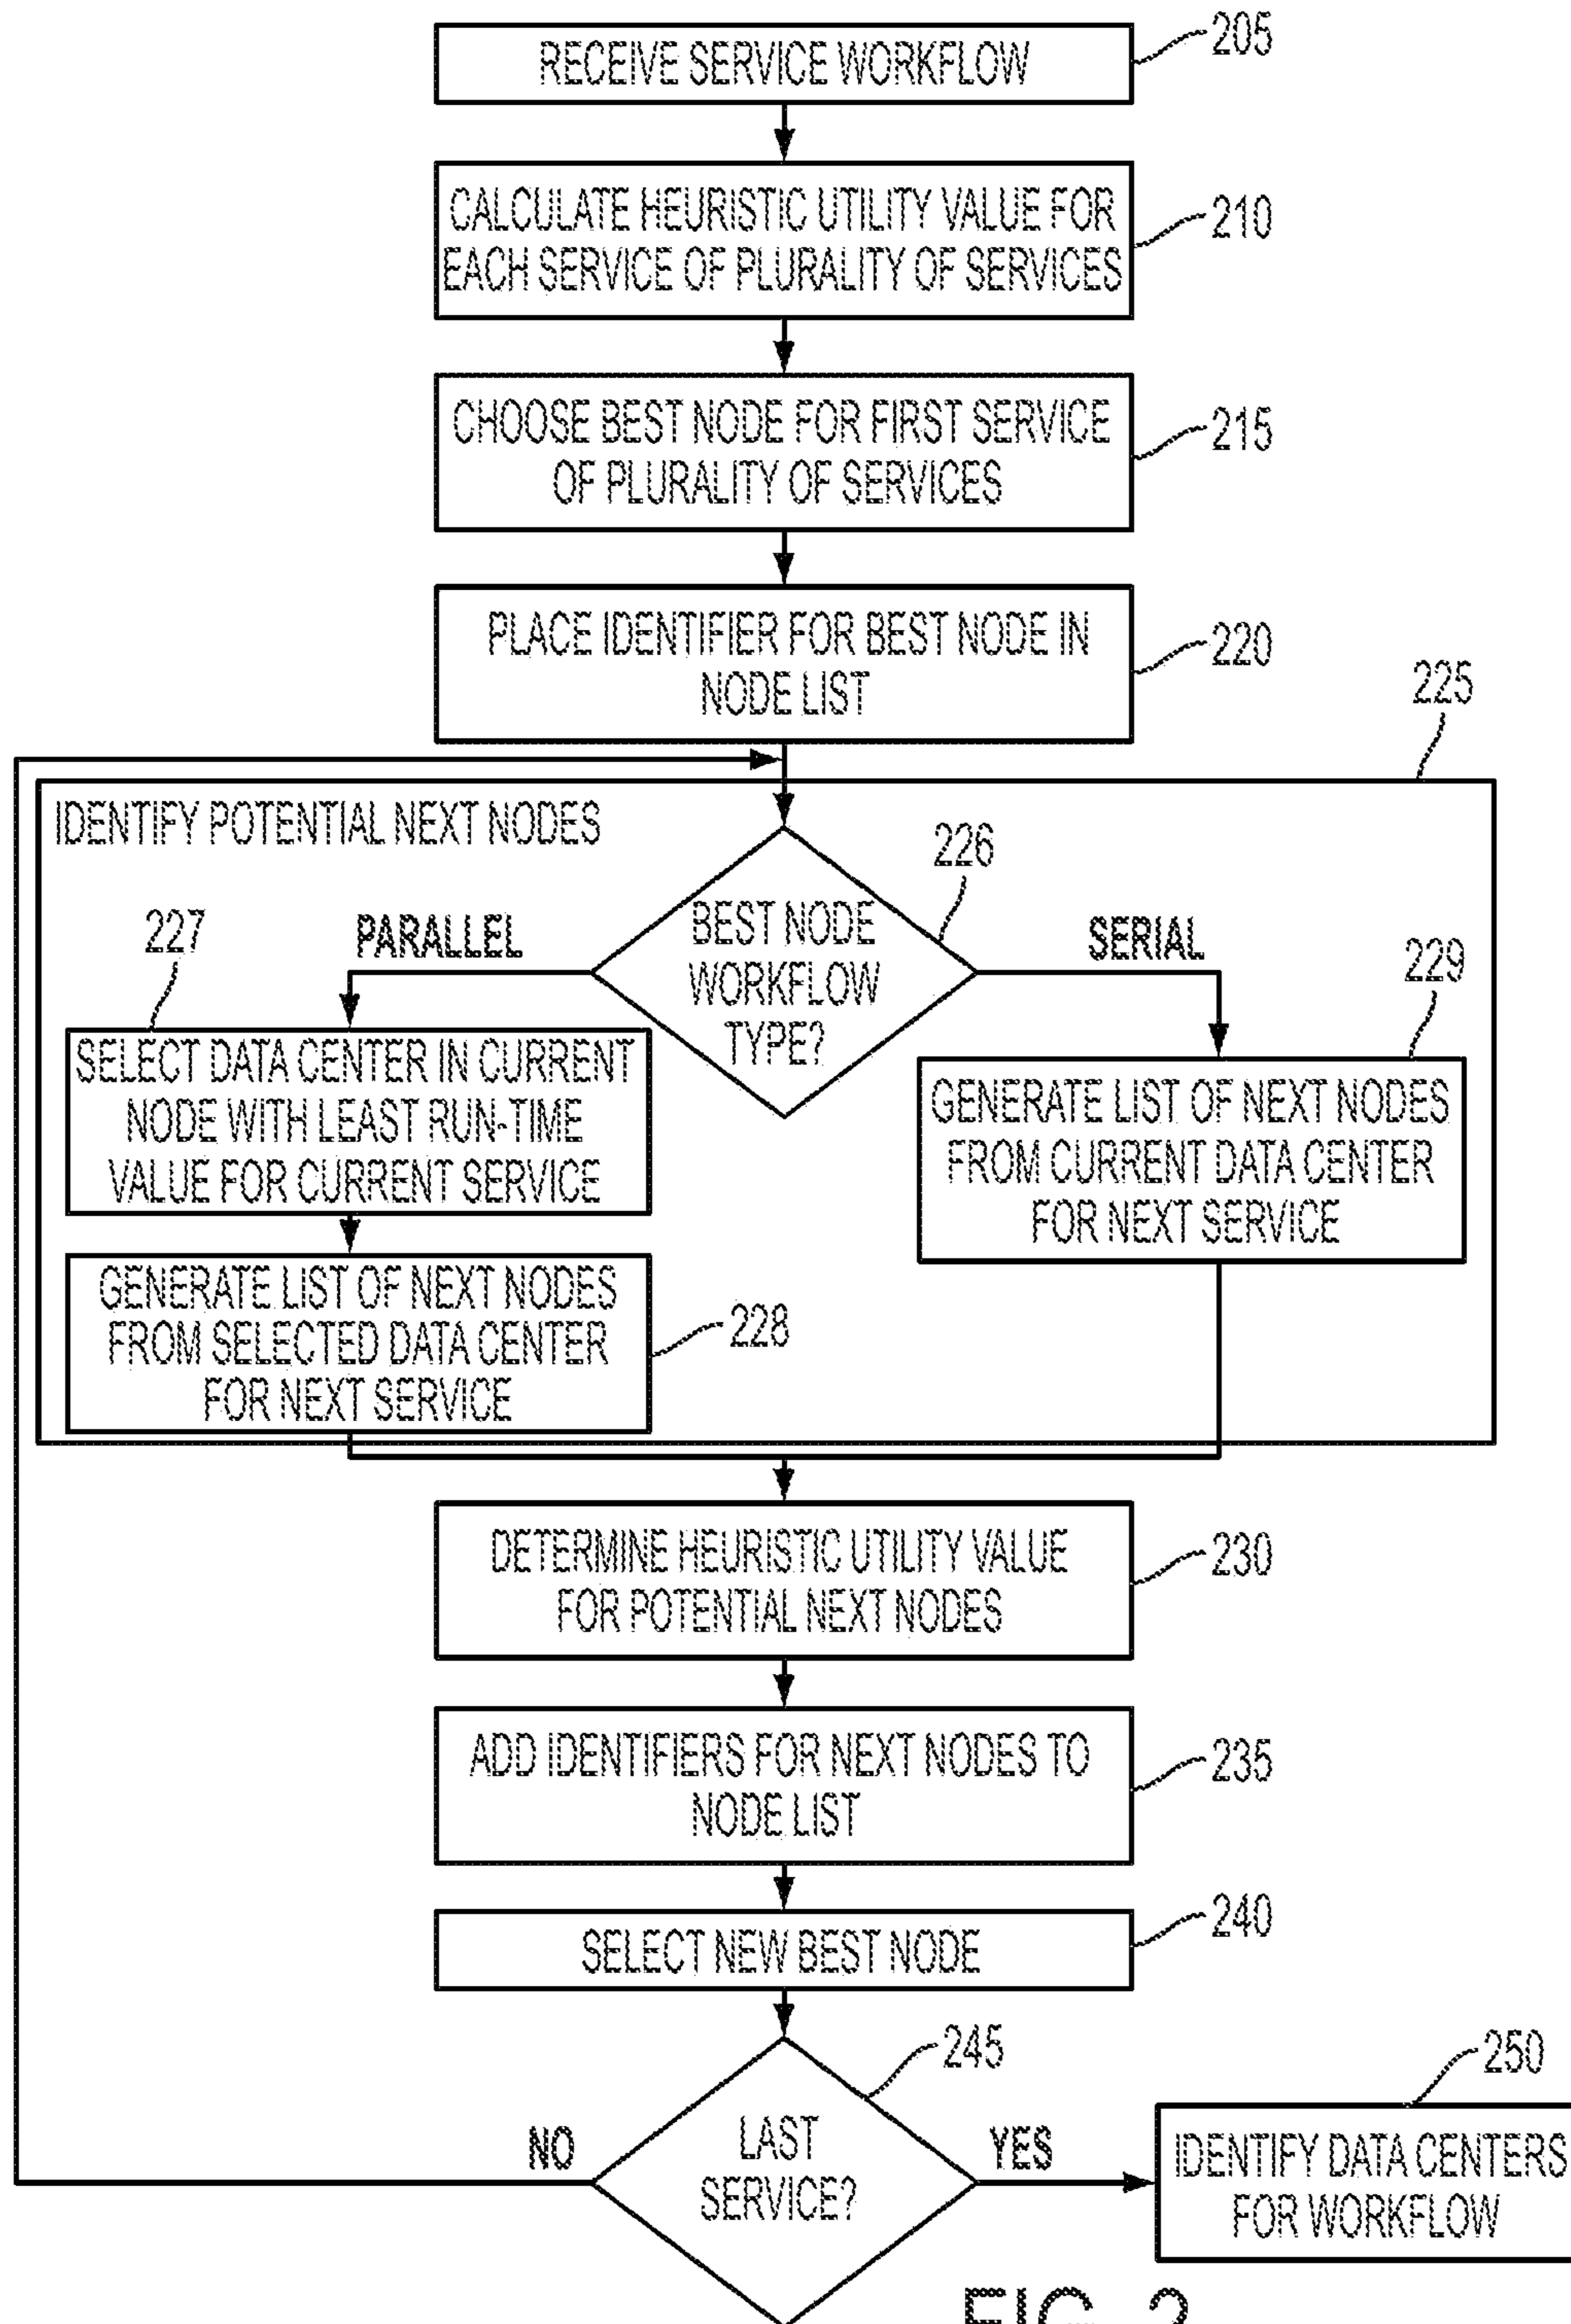 RECEIVE SERVICE WORKFLOW
205
CALCULATE HEURISTIC UTILITY VALUE FOR
EACH SERVICE OF PLURALITY OF SERVICES
210
CHOOSE BEST NODE FOR FIRST SERVICE
OF PLURALITY OF SERVICES
215
PLACE IDENTIFIER FOR BEST NODE IN
NODE LIST
220
225
IDENTIFY POTENTIAL NEXT NODES
226
BEST NODE
WORKFLOW
TYPE?
PARALLEL
SERIAL
227
SELECT DATA CENTER IN CURRENT
NODE WITH LEAST RUN-TIME
VALUE FOR CURRENT SERVICE
229
GENERATE LIST OF NEXT NODES
FROM CURRENT DATA CENTER
FOR NEXT SERVICE
GENERATE LIST OF NEXT NODES
FROM SELECTED DATA CENTER
FOR NEXT SERVICE
228
DETERMINE HEURISTIC UTILITY VALUE
FOR POTENTIAL NEXT NODES
230
ADD IDENTIFIERS FOR NEXT NODES TO
NODE LIST
235
SELECT NEW BEST NODE
240
245
LAST
SERVICE?
NO
YES
250
IDENTIFY DATA CENTERS
FOR WORKFLOW
FIG.